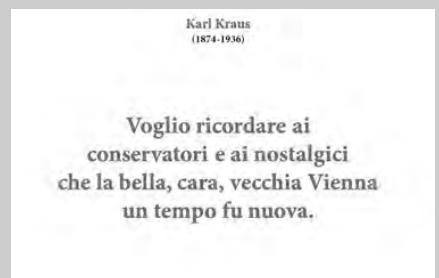 Karl Kraus
(1874-1936)
Voglio ricordare ai
conservatori e ai nostalgici
che la bella, cara, vecchia Vienna
un tempo fu nuova.